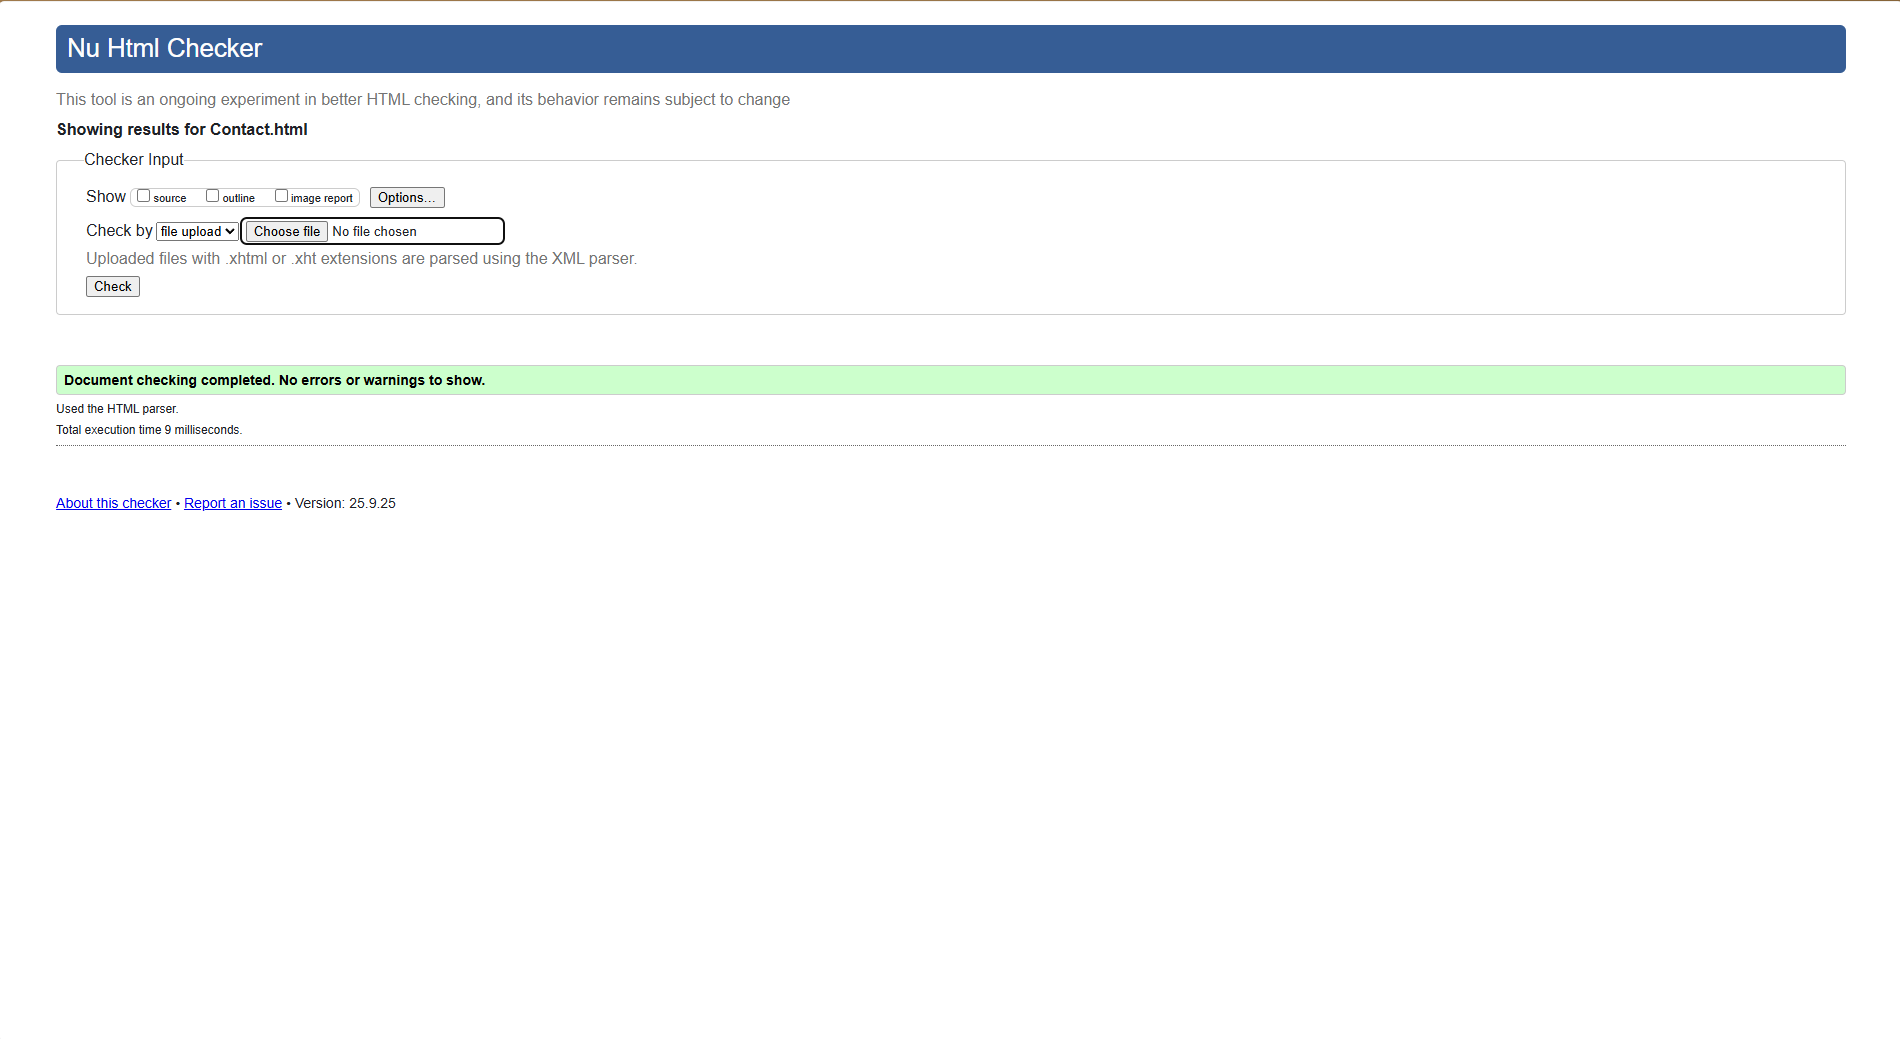 Nu Html Checker
This tool is an ongoing experiment in better HTML checking, and its behavior remains subject to change
Showing results for Contact.html
Checker Input
Show source outline image report Options...
Check by file upload Choose file No file chosen
Uploaded files with .xhtml or .xht extensions are parsed using the XML parser.
Check
Document checking completed. No errors or warnings to show.
Used the HTML parser.
Total execution time 9 milliseconds.
About this checker • Report an issue • Version: 25.9.25